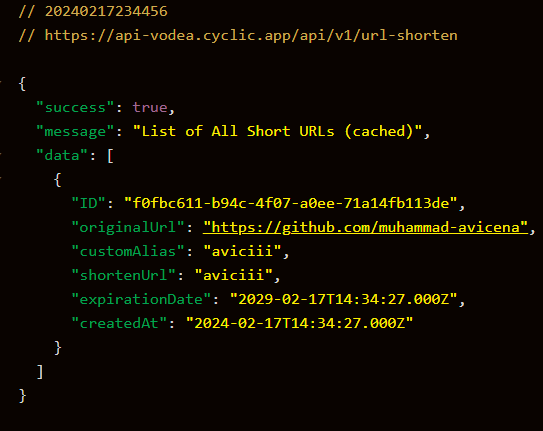 // 20240217234456
// https://api-vodea.cyclic.app/api/v1/url-shorten
{
"success": true,
"message": "List of All Short URLs (cached)",
"data": [
{
"ID": "f0fbc611-b94c-4f07-a0ee-71a14fb113de",
"originalUrl": "https://github.com/muhammad-avicena",
"customAlias": "aviciii",
"shortenUrl": "aviciii",
"expirationDate": "2029-02-17T14:34:27.000Z",
"createdAt": "2024-02-17T14:34:27.000Z"
}
]
}